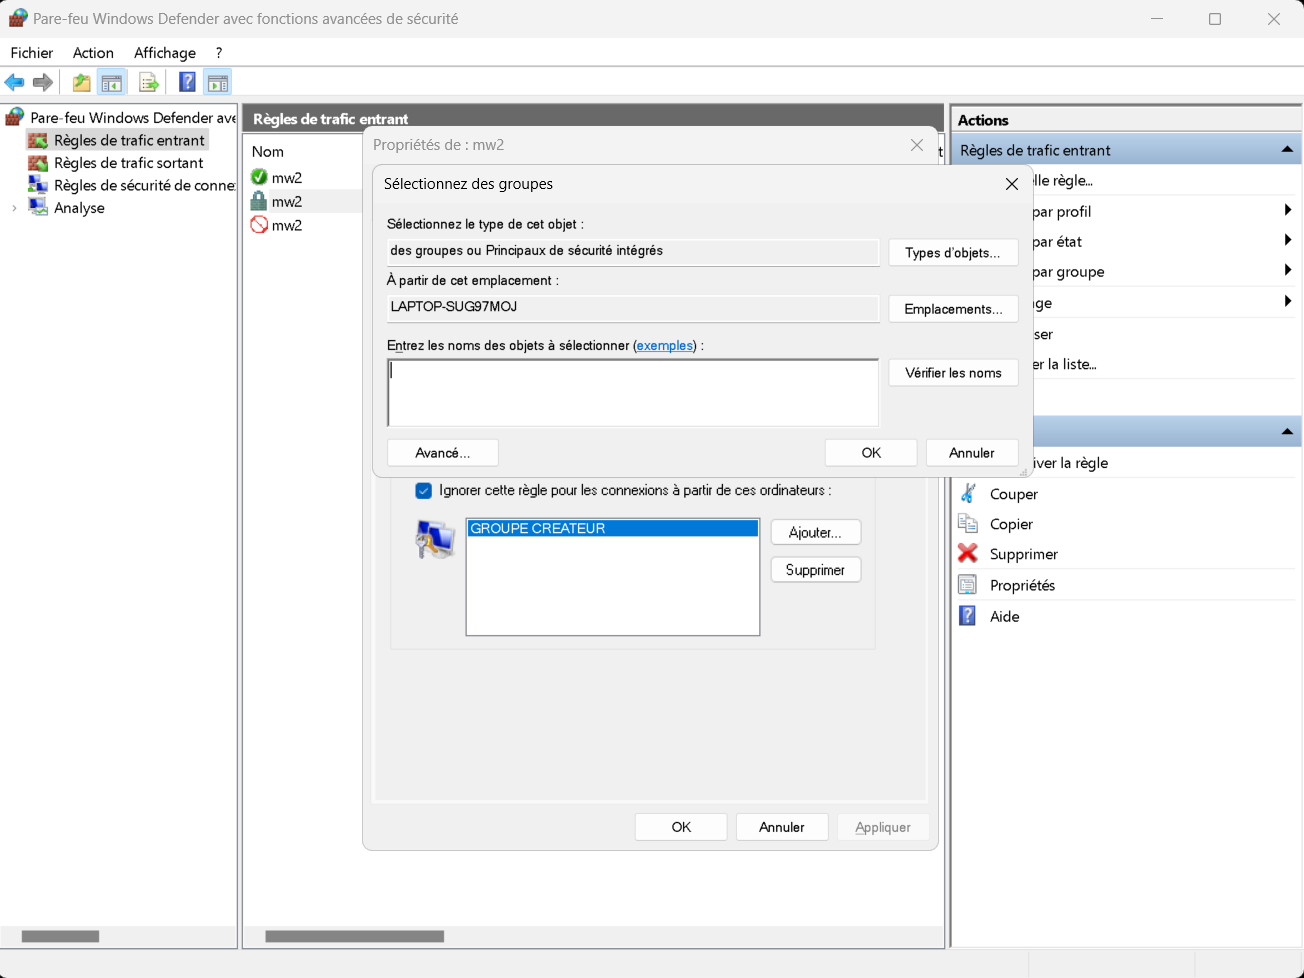 Pare-feu Windows Defender avec fonctions avancées de sécurité
Fichier Action Affichage ?
Pare-feu Windows Defender ave
Règles de trafic entrant
Règles de trafic sortant
Règles de sécurité de conne
Analyse
Règles de trafic entrant
Nom
mw2
mw2
mw2
Propriétés de : mw2
Sélectionnez des groupes
Sélectionnez le type de cet objet :
des groupes ou Principaux de sécurité intégrés
Types d'objets...
À partir de cet emplacement :
LAPTOP-SUG97MOJ
Emplacements...
Entrez les noms des objets à sélectionner (exemples) :
Vérifier les noms
Avancé...
OK
Annuler
Ignorer cette règle pour les connexions à partir de ces ordinateurs :
GROUPE CREATEUR
Ajouter...
Supprimer
OK
Annuler
Appliquer
Actions
Règles de trafic entrant
lle règle...
par profil
par état
par groupe
ge
ser
er la liste...
iver la règle
Couper
Copier
Supprimer
Propriétés
Aide